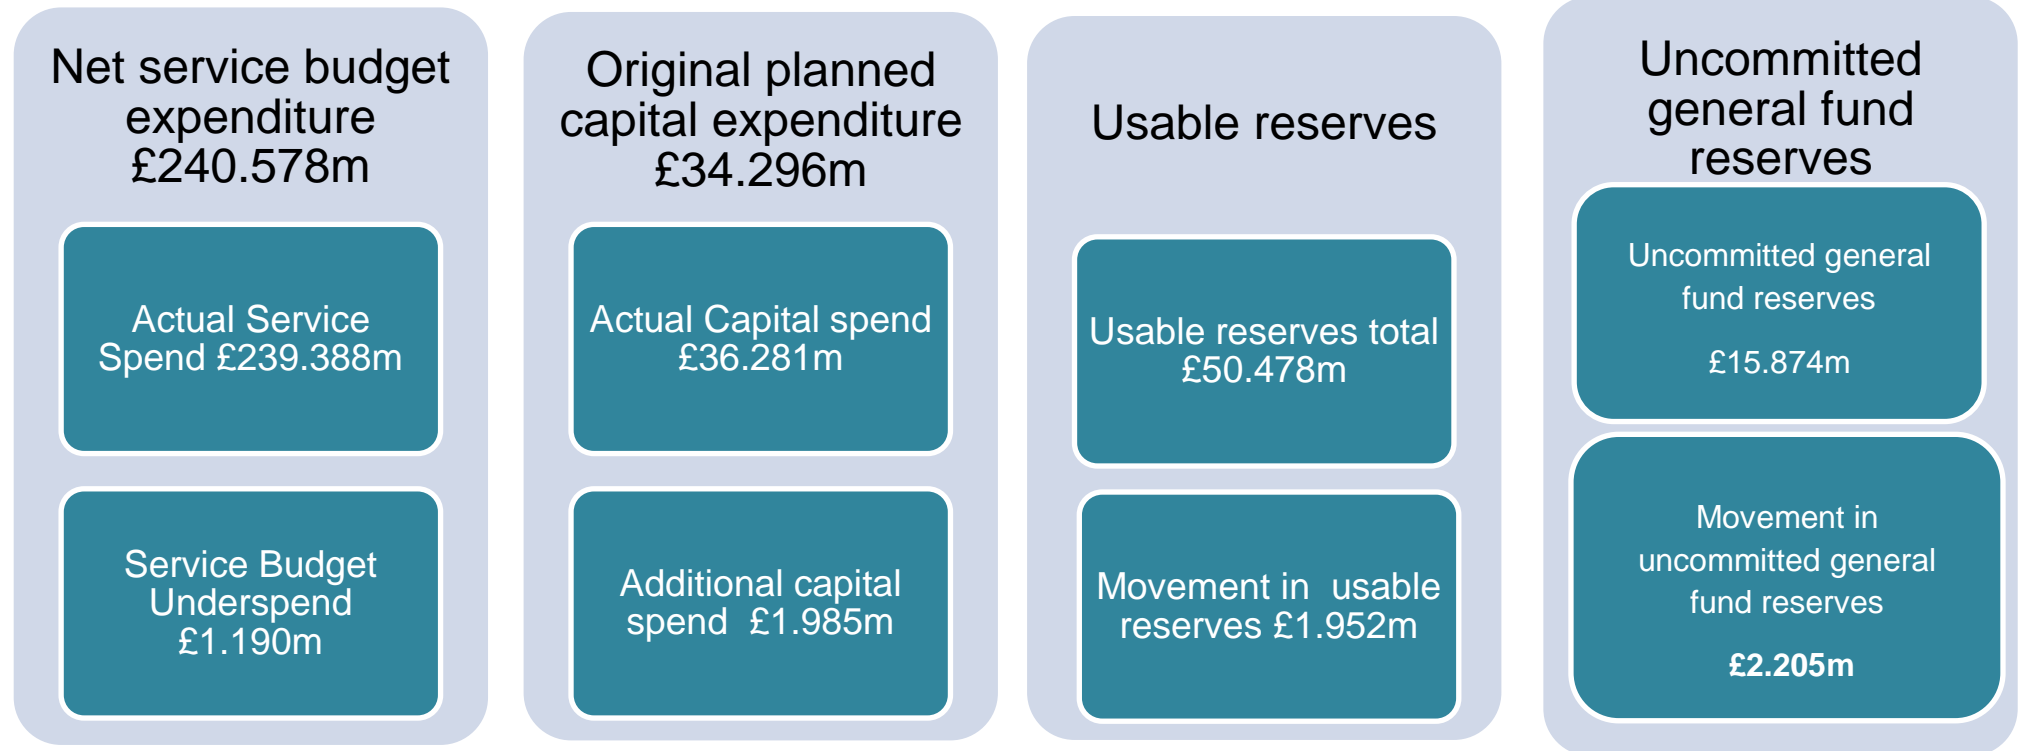 Net service budget
expenditure
£240.578m
Actual Service
Spend £239.388m
Service Budget
Underspend
£1.190m
Original planned
capital expenditure
£34.296m
Actual Capital spend
£36.281m
Additional capital
spend £1.985m
Usable reserves
Usable reserves total
£50.478m
Movement in usable
reserves £1.952m
Uncommitted
general fund
reserves
Uncommitted general
fund reserves
£15.874m
Movement in
uncommitted general
fund reserves
£2.205m